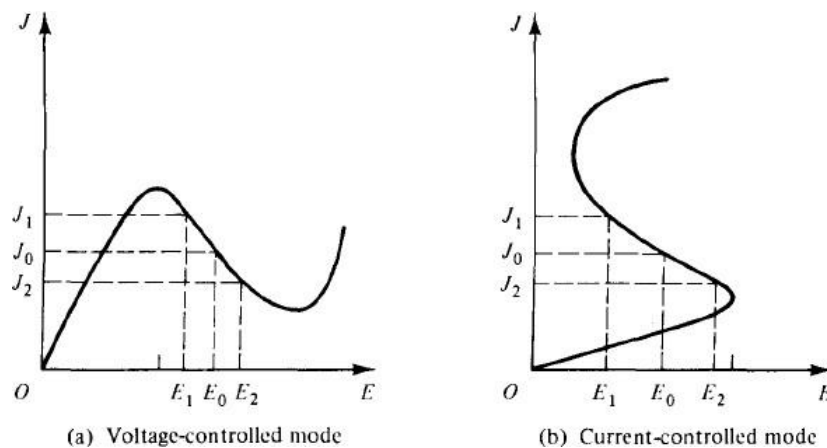 J
J₁
J₀
J₂
O
E₁ E₀ E₂ E
(a) Voltage-controlled mode
J
J₁
J₀
J₂
O
E₁ E₀ E₂ E
(b) Current-controlled mode